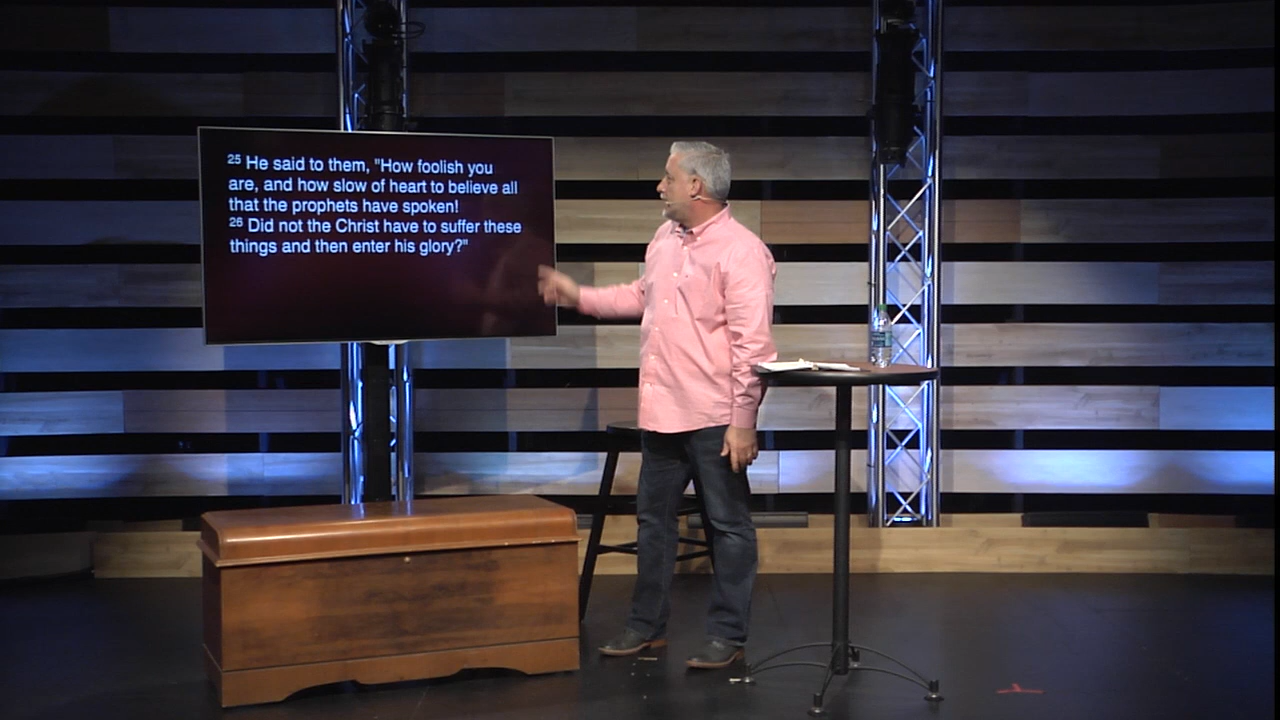 25 He said to them, "How foolish you
are, and how slow of heart to believe all
that the prophets have spoken!
26 Did not the Christ have to suffer these
things and then enter his glory?"